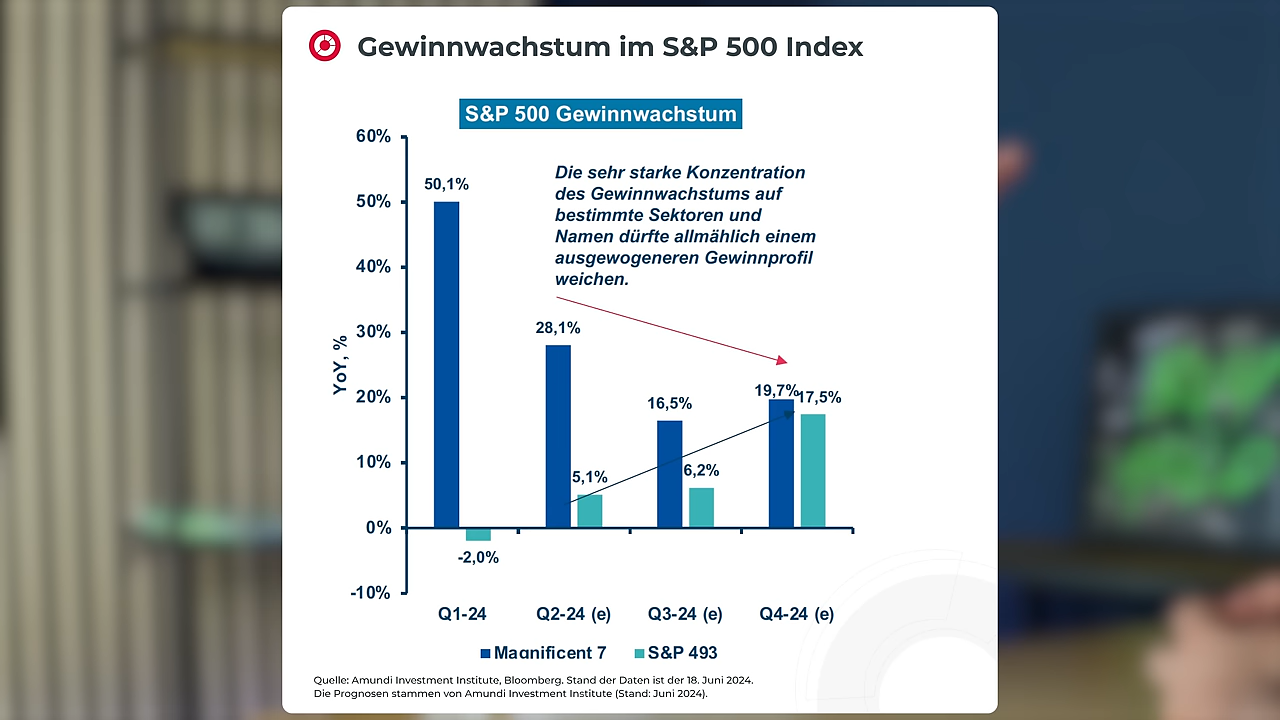 Gewinnwachstum im S&P 500 Index
S&P 500 Gewinnwachstum
Die sehr starke Konzentration
des Gewinnwachstums auf
bestimmte Sektoren und
Namen dürfte allmählich einem
ausgewogeneren Gewinnprofil
weichen.
YoY, %
60%
50%
40%
30%
20%
10%
0%
-10%
50,1%
-2,0%
28,1%
5,1%
16,5%
6,2%
19,7%
17,5%
Q1-24 Q2-24 (e) Q3-24 (e) Q4-24 (e)
Magnificent 7 S&P 493
Quelle: Amundi Investment Institute, Bloomberg. Stand der Daten ist der 18. Juni 2024.
Die Prognosen stammen von Amundi Investment Institute (Stand: Juni 2024).